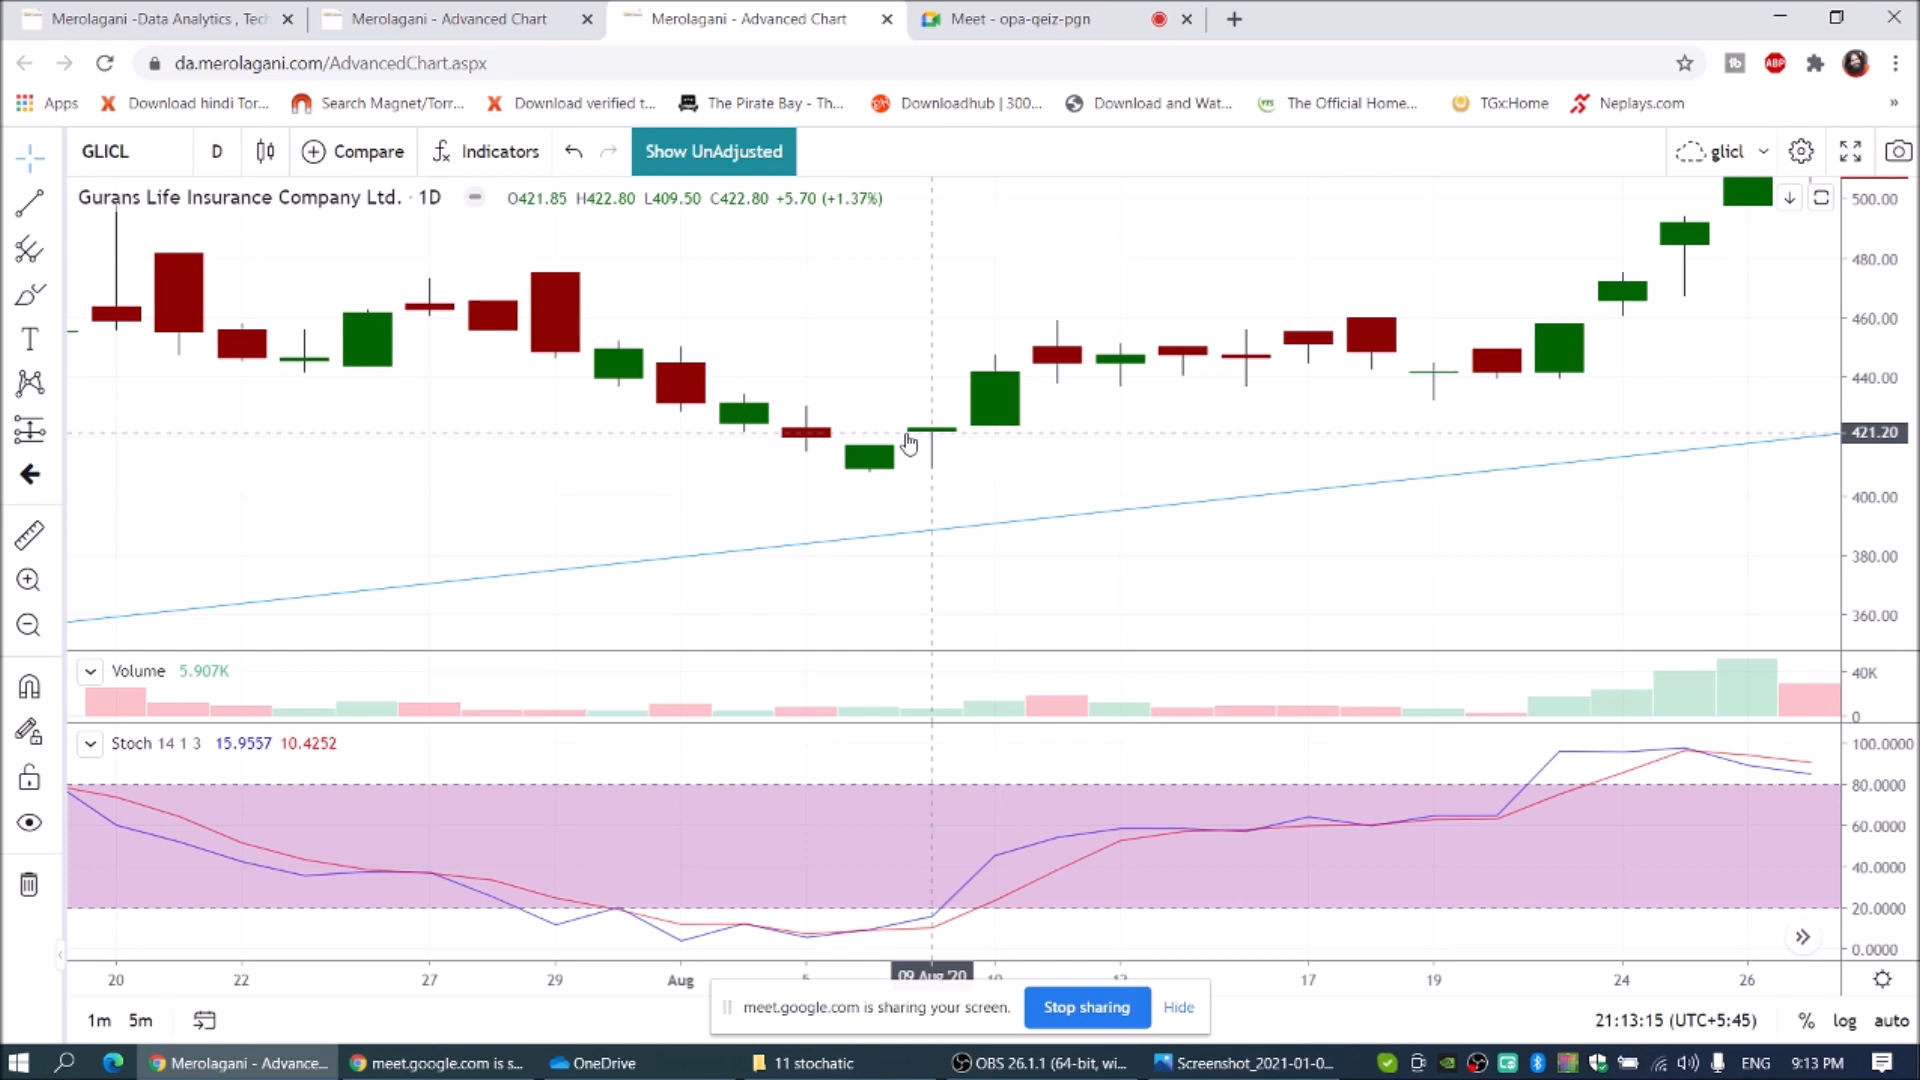 Merolagani -Data Analytics , Tech
Merolagani - Advanced Chart
Merolagani - Advanced Chart
Meet - opa-qeiz-pgn
da.merolagani.com/AdvancedChart.aspx
Apps
Download hindi Tor...
Search Magnet/Torr...
Download verified t...
The Pirate Bay - Th...
Downloadhub | 300...
Download and Wat...
The Official Home...
TGx:Home
Neplays.com
»
GLICL
D
Compare
Indicators
Show UnAdjusted
glicl
Gurans Life Insurance Company Ltd. · 1D
O421.85 H422.80 L409.50 C422.80 +5.70 (+1.37%)
500.00
480.00
460.00
440.00
421.20
400.00
380.00
360.00
Volume 5.907K
40K
0
Stoch 14 1 3 15.9557 10.4252
100.0000
80.0000
60.0000
40.0000
20.0000
0.0000
20 22 27 29 Aug 5 09 Aug '20 10 17 19 24 26
meet.google.com is sharing your screen.
Stop sharing
Hide
1m 5m
21:13:15 (UTC+5:45)
% log auto
Merolagani - Advance...
meet.google.com is s...
OneDrive
11 stochatic
OBS 26.1.1 (64-bit, wi...
Screenshot_2021-01-0...
ENG
9:13 PM